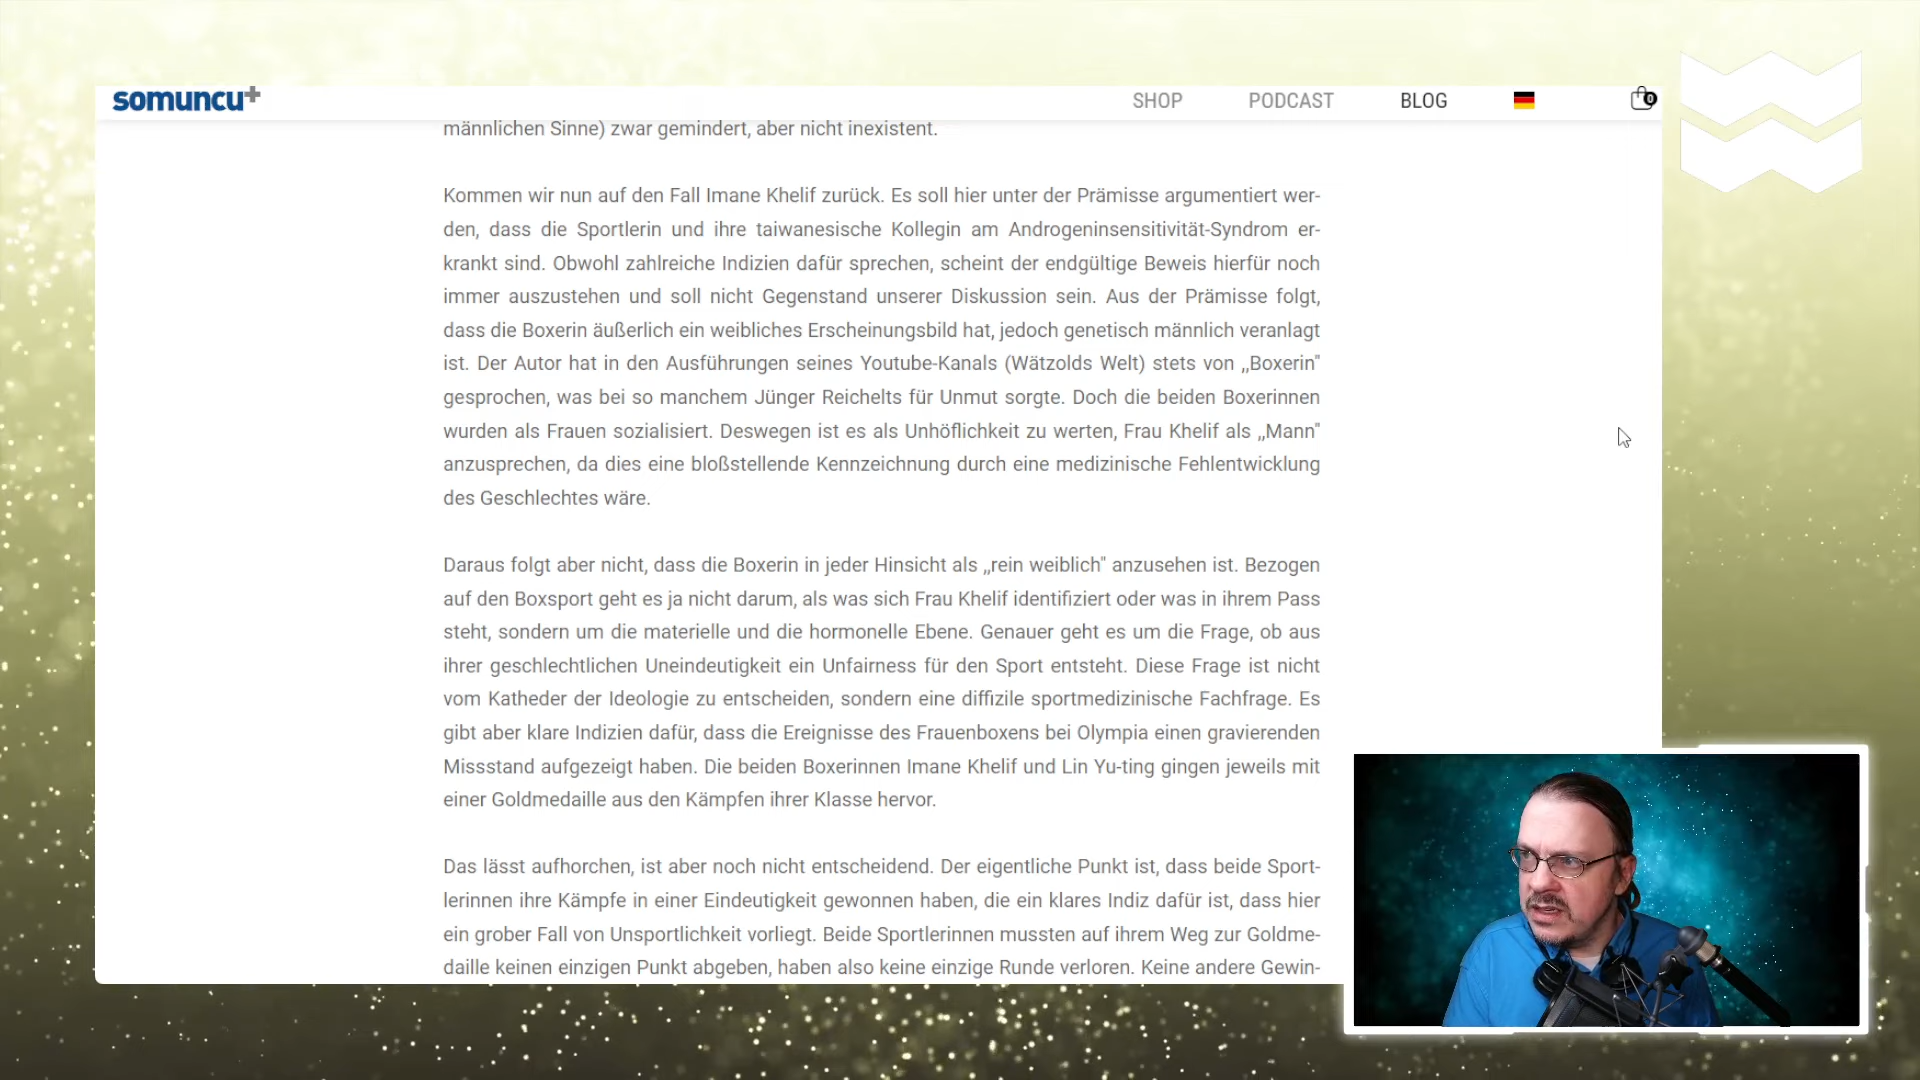 somuncu+
SHOP PODCAST BLOG 0
männlichen Sinne) zwar gemindert, aber nicht inexistent.
Kommen wir nun auf den Fall Imane Khelif zurück. Es soll hier unter der Prämisse argumentiert wer-
den, dass die Sportlerin und ihre taiwanesische Kollegin am Androgeninsensitivität-Syndrom er-
krankt sind. Obwohl zahlreiche Indizien dafür sprechen, scheint der endgültige Beweis hierfür noch
immer auszustehen und soll nicht Gegenstand unserer Diskussion sein. Aus der Prämisse folgt,
dass die Boxerin äußerlich ein weibliches Erscheinungsbild hat, jedoch genetisch männlich veranlagt
ist. Der Autor hat in den Ausführungen seines Youtube-Kanals (Wätzolds Welt) stets von „Boxerin"
gesprochen, was bei so manchem Jünger Reichelts für Unmut sorgte. Doch die beiden Boxerinnen
wurden als Frauen sozialisiert. Deswegen ist es als Unhöflichkeit zu werten, Frau Khelif als „Mann"
anzusprechen, da dies eine bloßstellende Kennzeichnung durch eine medizinische Fehlentwicklung
des Geschlechtes wäre.
Daraus folgt aber nicht, dass die Boxerin in jeder Hinsicht als „rein weiblich" anzusehen ist. Bezogen
auf den Boxsport geht es ja nicht darum, als was sich Frau Khelif identifiziert oder was in ihrem Pass
steht, sondern um die materielle und die hormonelle Ebene. Genauer geht es um die Frage, ob aus
ihrer geschlechtlichen Uneindeutigkeit ein Unfairness für den Sport entsteht. Diese Frage ist nicht
vom Katheder der Ideologie zu entscheiden, sondern eine diffizile sportmedizinische Fachfrage. Es
gibt aber klare Indizien dafür, dass die Ereignisse des Frauenboxens bei Olympia einen gravierenden
Missstand aufgezeigt haben. Die beiden Boxerinnen Imane Khelif und Lin Yu-ting gingen jeweils mit
einer Goldmedaille aus den Kämpfen ihrer Klasse hervor.
Das lässt aufhorchen, ist aber noch nicht entscheidend. Der eigentliche Punkt ist, dass beide Sport-
lerinnen ihre Kämpfe in einer Eindeutigkeit gewonnen haben, die ein klares Indiz dafür ist, dass hier
ein grober Fall von Unsportlichkeit vorliegt. Beide Sportlerinnen mussten auf ihrem Weg zur Goldme-
daille keinen einzigen Punkt abgeben, haben also keine einzige Runde verloren. Keine andere Gewin-